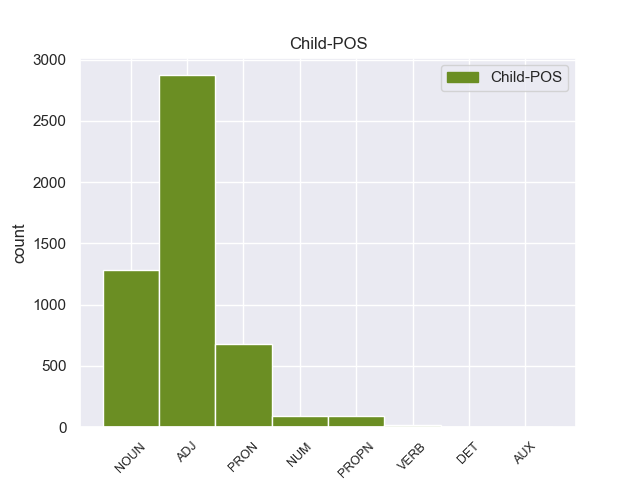 Child-POS
Child-POS
count
3000
2500
2000
1500
1000
500
0
NOUN
ADJ
PRON
NUM
PROPN
VERB
DET
AUX